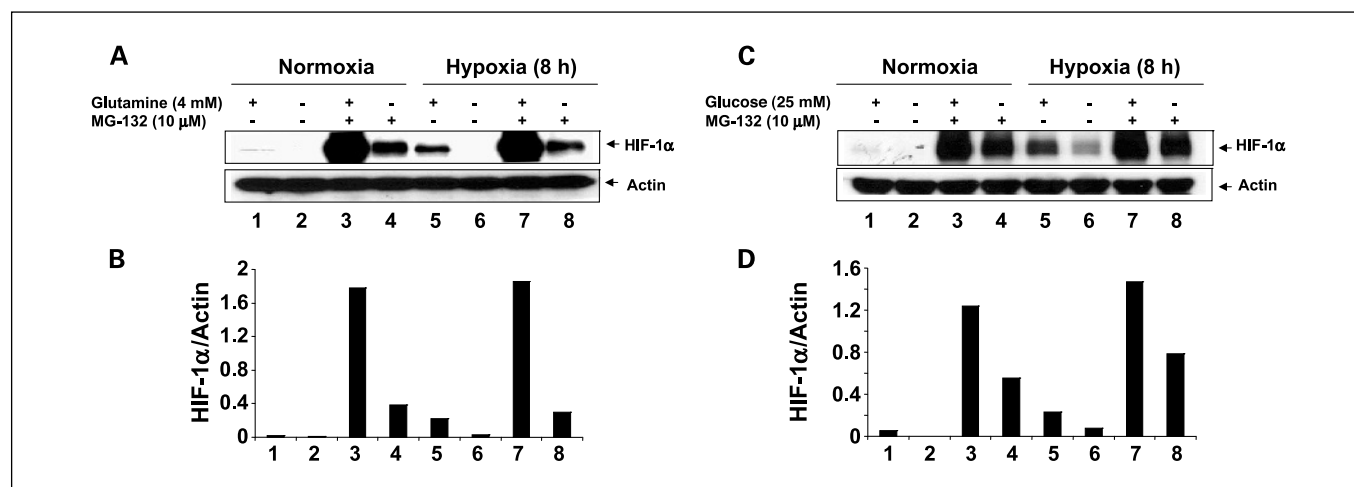 A
Normoxia Hypoxia (8 h)
Glutamine (4 mM) + - + - + - + -
MG-132 (10 µM) - - + + - - + +
HIF-1α
Actin
1 2 3 4 5 6 7 8
B
HIF-1α/Actin
2
1.6
1.2
0.8
0.4
0
1 2 3 4 5 6 7 8
C
Normoxia Hypoxia (8 h)
Glucose (25 mM) + - + - + - + -
MG-132 (10 µM) - - + + - - + +
HIF-1α
Actin
1 2 3 4 5 6 7 8
D
HIF-1α/Actin
1.6
1.2
0.8
0.4
0
1 2 3 4 5 6 7 8